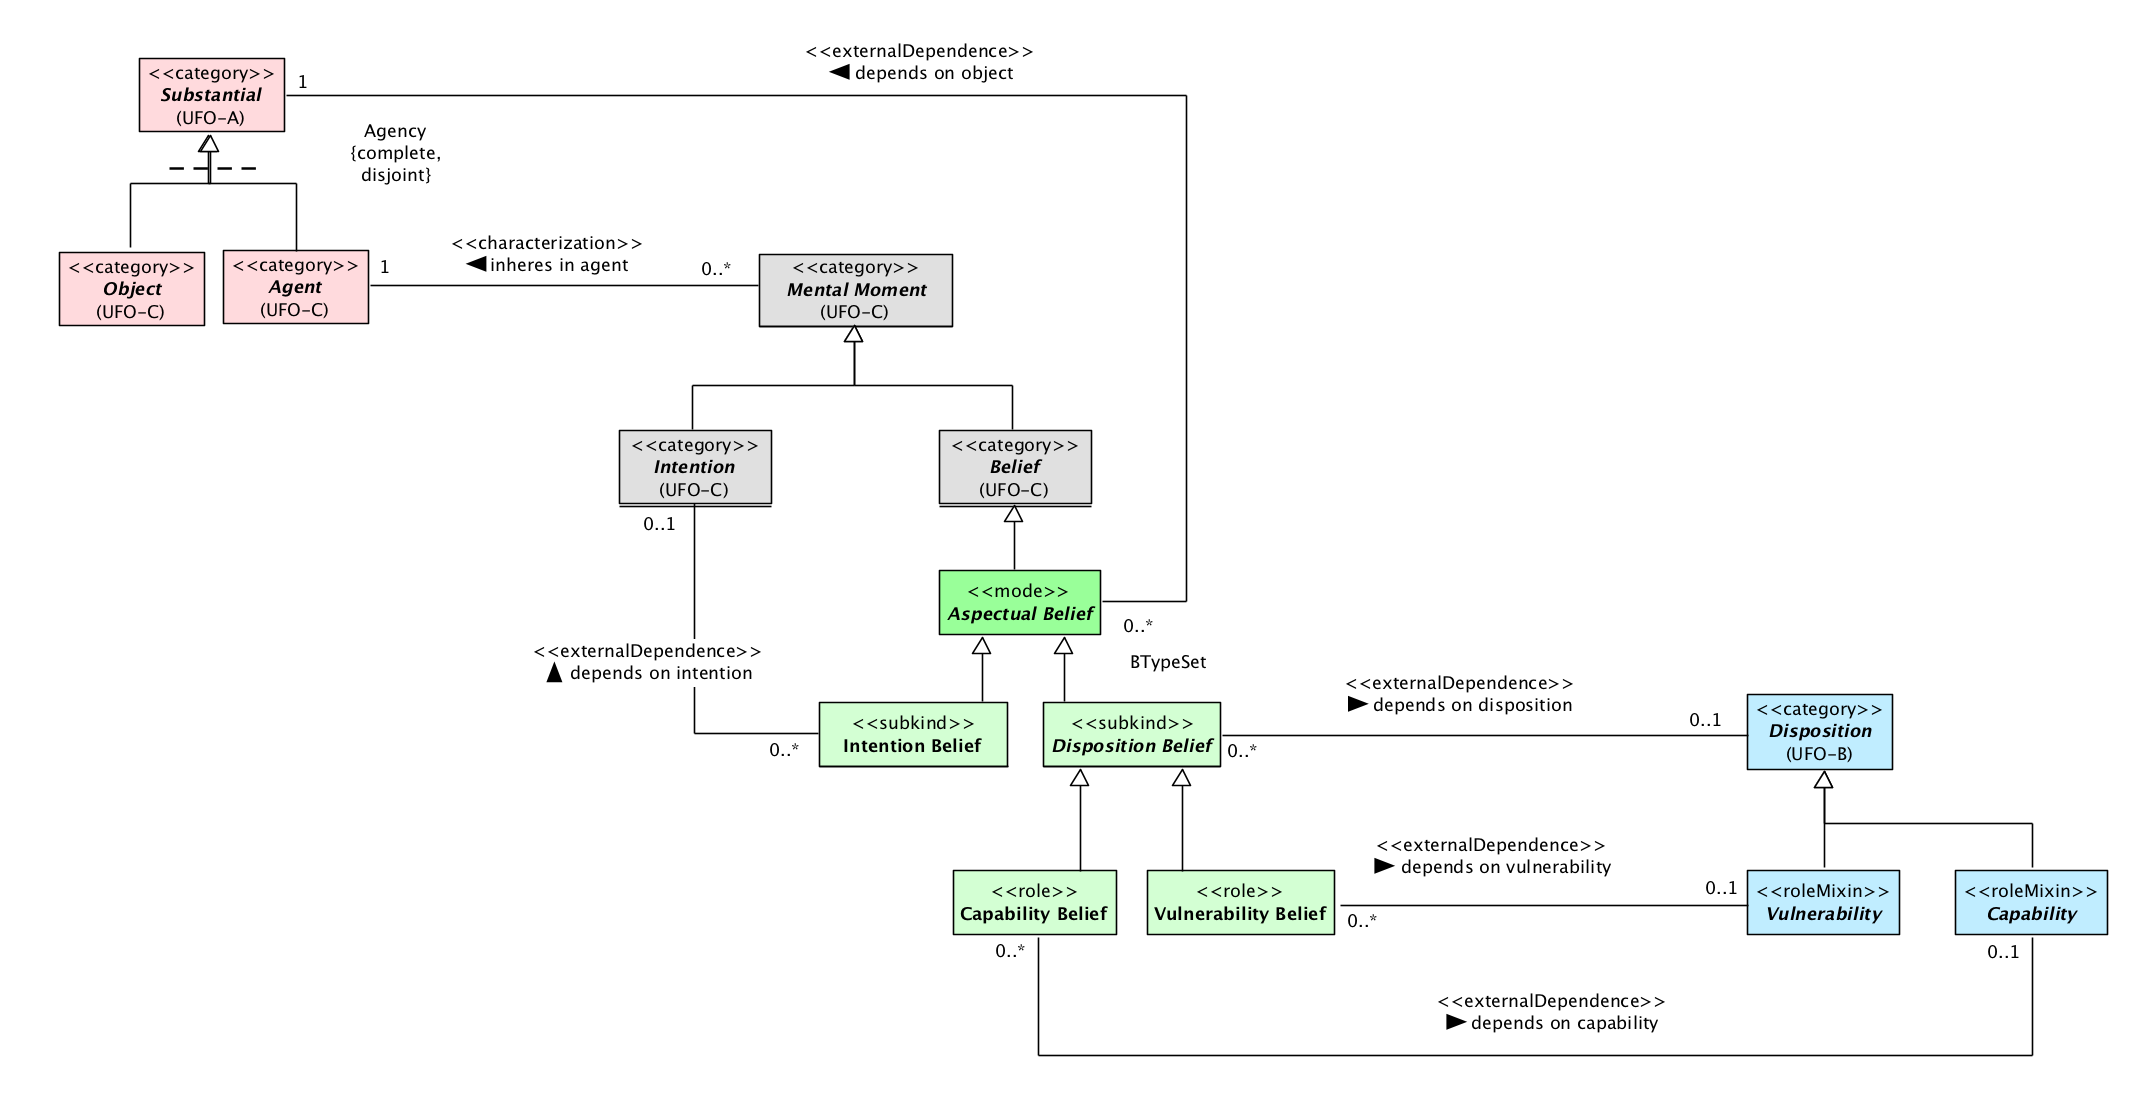 <<externalDependence>>
depends on object
<<category>>
Substantial
(UFO-A)
1
Agency
{complete,
disjoint}
<<category>>
Object
(UFO-C)
<<category>>
Agent
(UFO-C)
1
<<characterization>>
inheres in agent
0..*
<<category>>
Mental Moment
(UFO-C)
<<category>>
Intention
(UFO-C)
0..1
<<category>>
Belief
(UFO-C)
<<mode>>
Aspectual Belief
0..*
BTypeSet
<<externalDependence>>
depends on intention
0..*
<<subkind>>
Intention Belief
<<subkind>>
Disposition Belief
0..*
<<externalDependence>>
depends on disposition
0..1
<<category>>
Disposition
(UFO-B)
<<role>>
Capability Belief
0..*
<<role>>
Vulnerability Belief
0..*
<<externalDependence>>
depends on vulnerability
0..1
<<roleMixin>>
Vulnerability
<<roleMixin>>
Capability
0..1
<<externalDependence>>
depends on capability